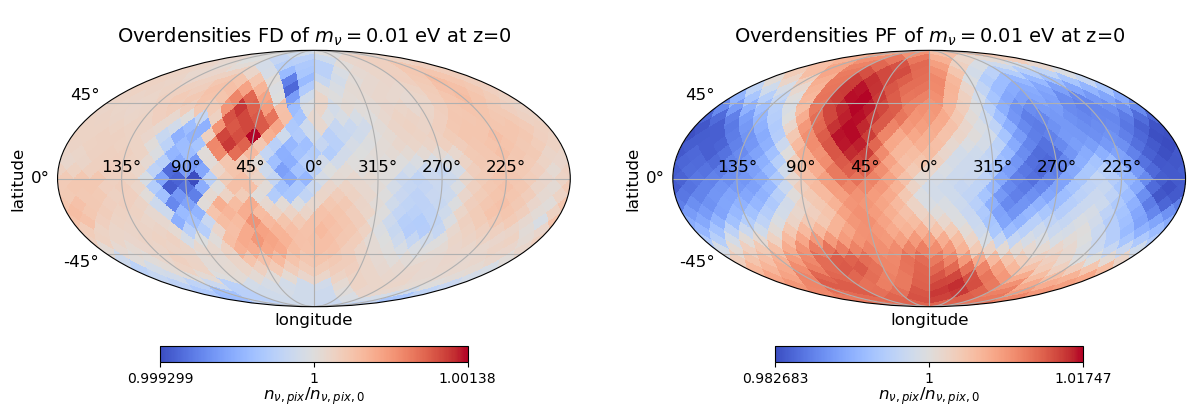 Overdensities FD of $m_\nu = 0.01$ eV at z=0
45°
135° 90° 45° 0° 315° 270° 225°
0°
latitude
-45°
longitude
0.999299 1 1.00138
$n_{\nu,pix}/n_{\nu,pix,0}$
Overdensities PF of $m_\nu = 0.01$ eV at z=0
45°
135° 90° 45° 0° 315° 270° 225°
0°
latitude
-45°
longitude
0.982683 1 1.01747
$n_{\nu,pix}/n_{\nu,pix,0}$